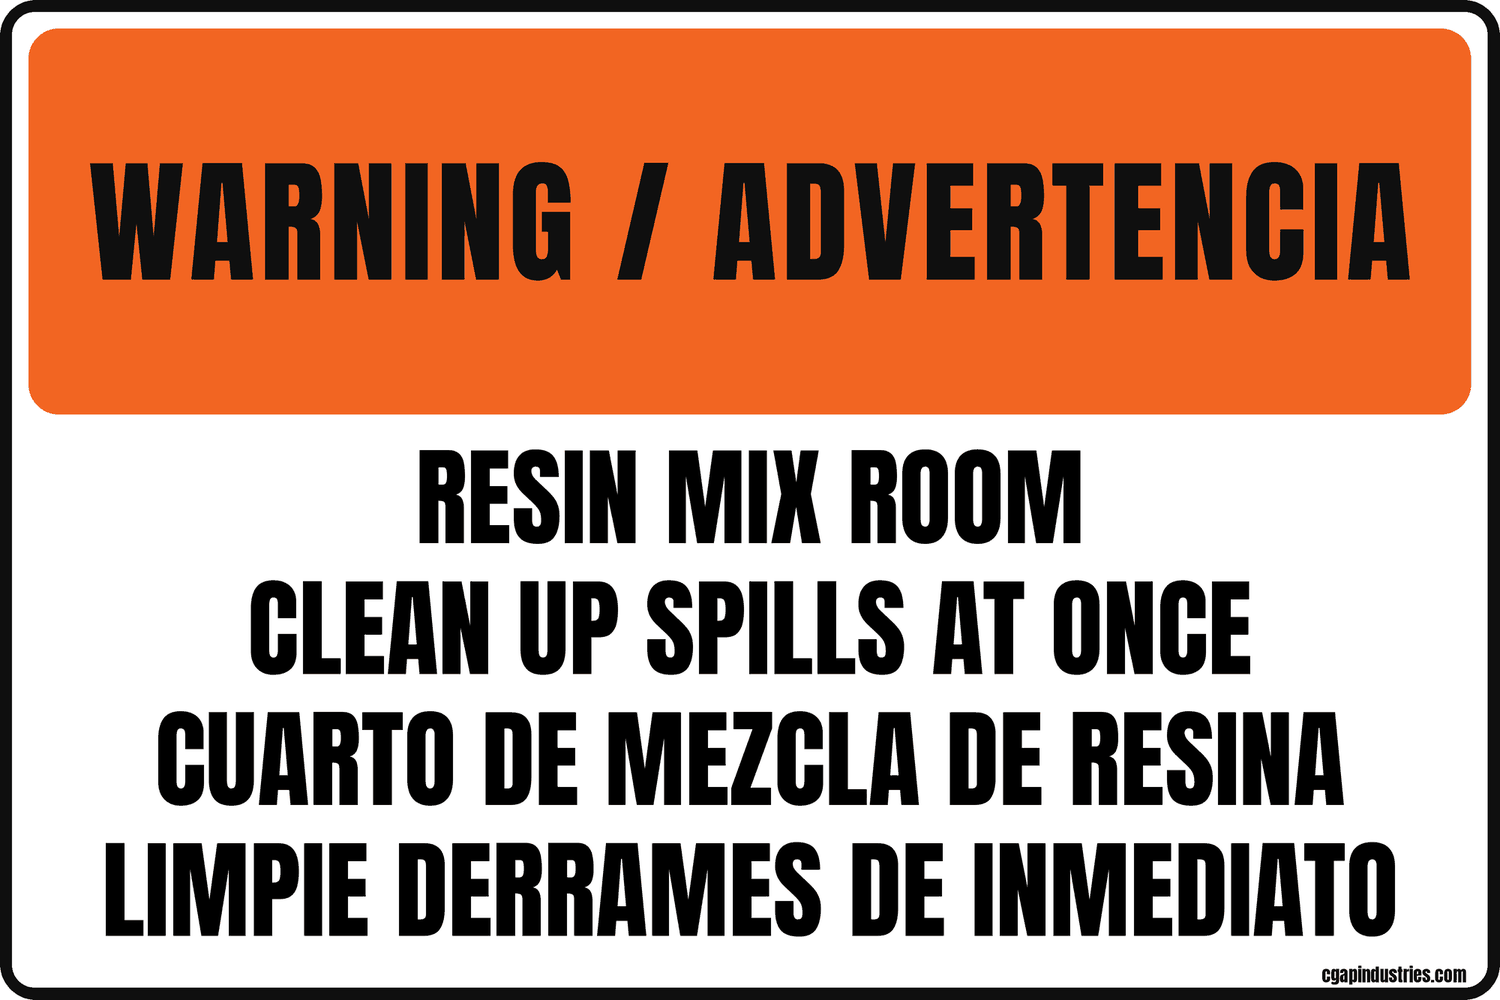 WARNING / ADVERTENCIA
RESIN MIX ROOM
CLEAN UP SPILLS AT ONCE
CUARTO DE MEZCLA DE RESINA
LIMPIE DERRAMES DE INMEDIATO
cgapindustries.com